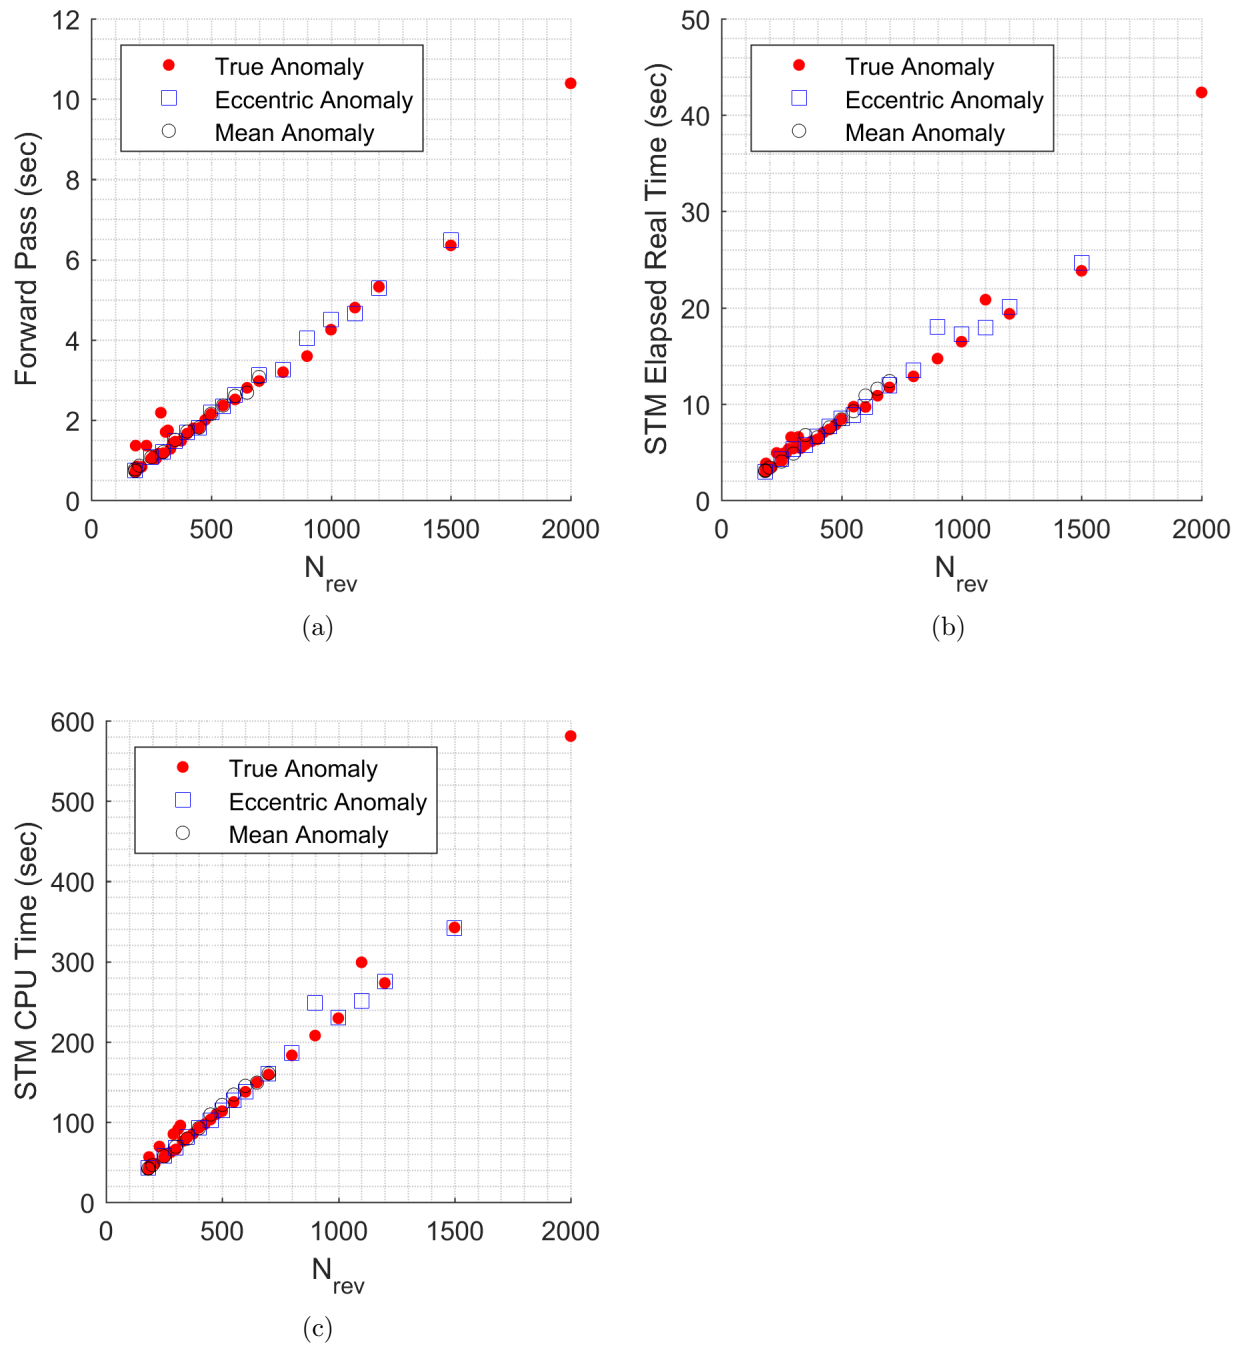 12
10
8
6
4
2
0
Forward Pass (sec)
True Anomaly
Eccentric Anomaly
Mean Anomaly
0 500 1000 1500 2000
N_rev
(a)
50
40
30
20
10
0
STM Elapsed Real Time (sec)
True Anomaly
Eccentric Anomaly
Mean Anomaly
0 500 1000 1500 2000
N_rev
(b)
600
500
400
300
200
100
0
STM CPU Time (sec)
True Anomaly
Eccentric Anomaly
Mean Anomaly
0 500 1000 1500 2000
N_rev
(c)